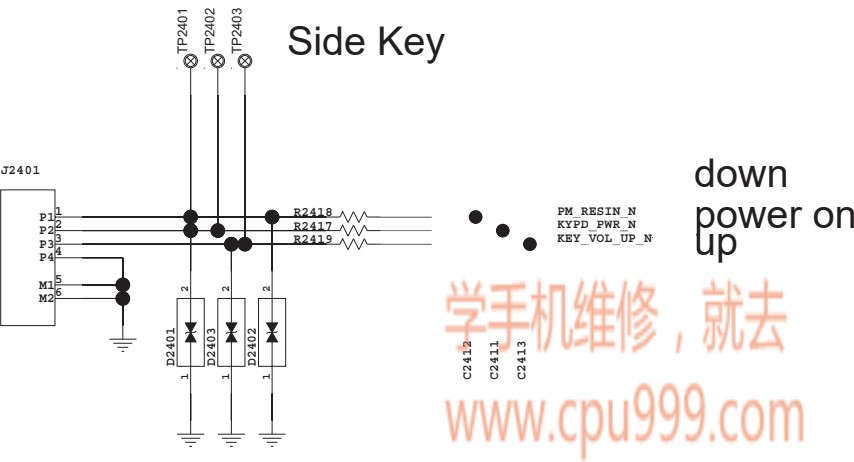 TP2401
TP2402
TP2403
Side Key
J2401
P1 1
P2 2
P3 3
P4 4
M1 5
M2 6
R2418
R2417
R2419
PM_RESIN_N
KYPD_PWR_N
KEY_VOL_UP_N
down
power on
up
2
2
2
D2401
D2403
D2402
1
1
1
C2412
C2411
C2413
学手机维修，就去
www.cpu999.com